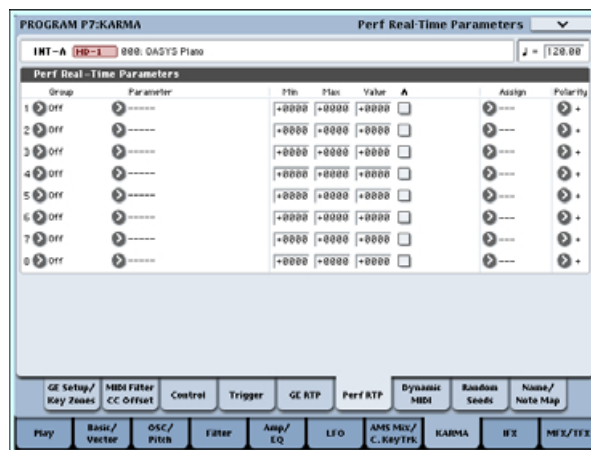 PROGRAM P7:KARMA Perf Real-Time Parameters
INT-A HD-1 000: OASYS Piano ♩ = 120.00
Perf Real-Time Parameters
Group Parameter Min Max Value A Assign Polarity
1 Off ----- +0000 +0000 +0000 --- +
2 Off ----- +0000 +0000 +0000 --- +
3 Off ----- +0000 +0000 +0000 --- +
4 Off ----- +0000 +0000 +0000 --- +
5 Off ----- +0000 +0000 +0000 --- +
6 Off ----- +0000 +0000 +0000 --- +
7 Off ----- +0000 +0000 +0000 --- +
8 Off ----- +0000 +0000 +0000 --- +
GE Setup/ MIDI Filter Control Trigger GE RTP Perf RTP Dynamic Random Name/
Key Zones CC Offset MIDI Seeds Note Map
Play Basic/ OSC/ Filter Amp/ LFO AMS Mix/ KARMA IFX MFX/TFX
Vector Pitch EQ C.KeyTrk